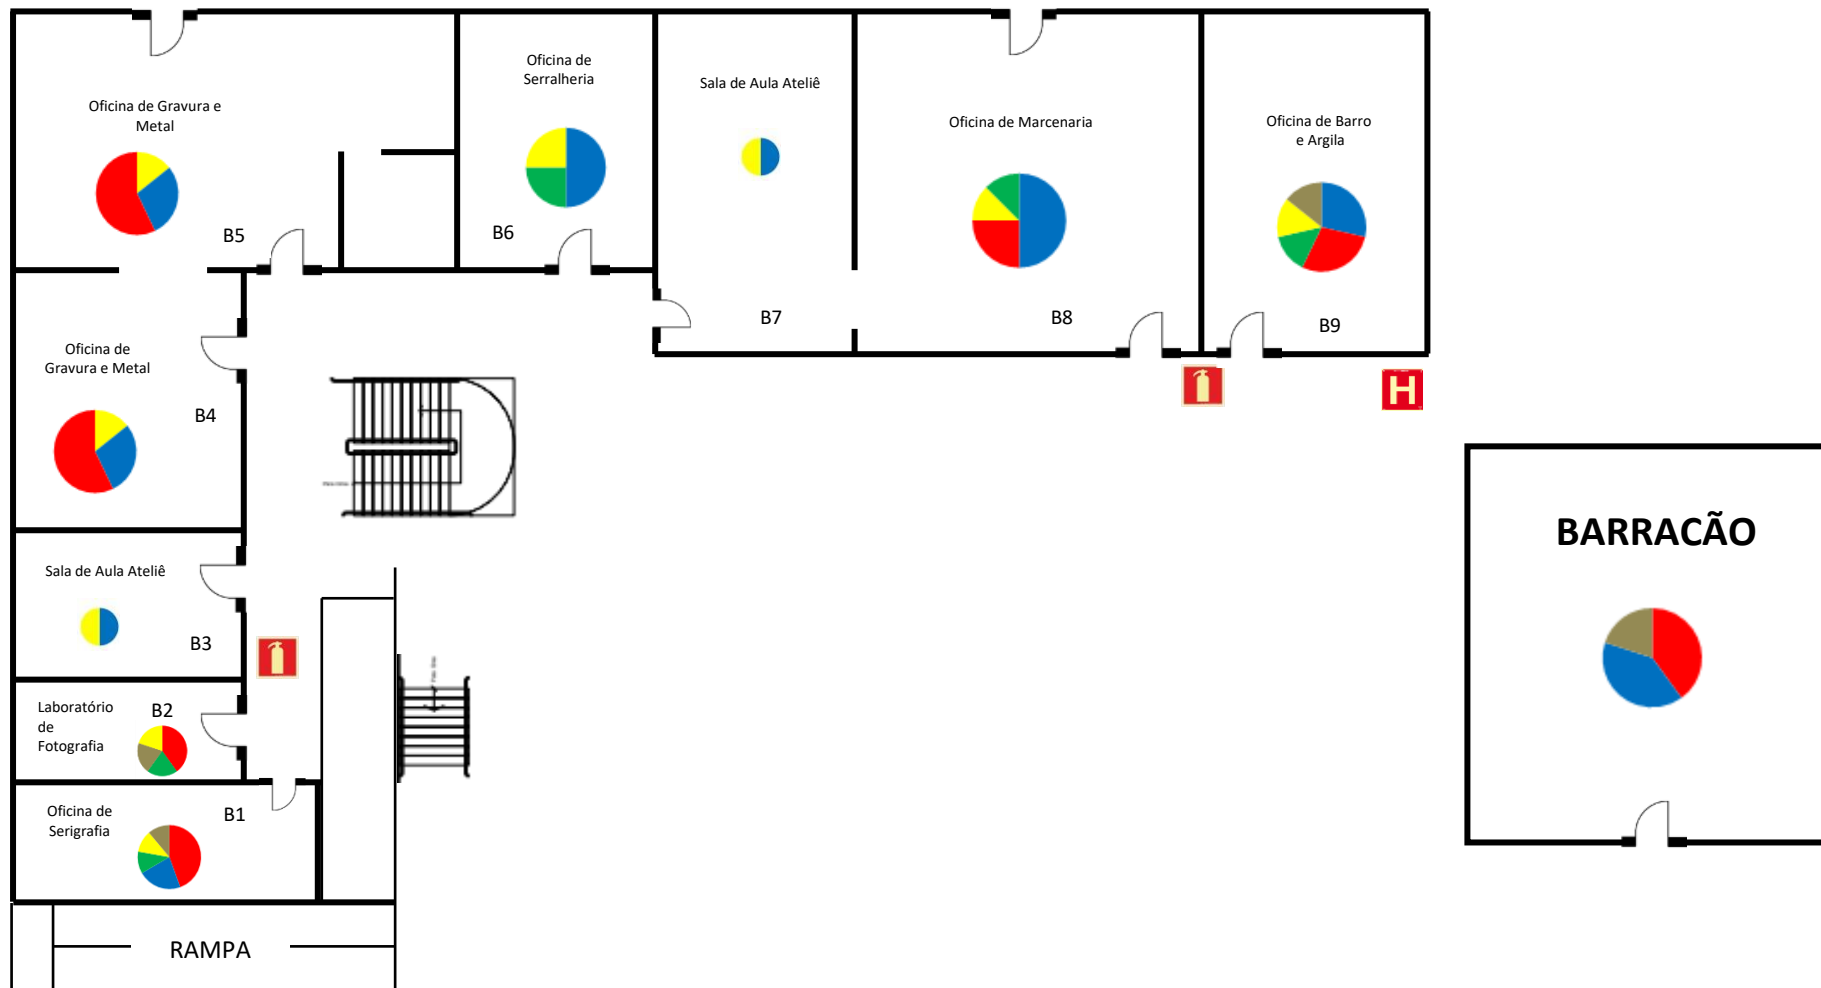 Oficina de Gravura e
Metal
B5
Oficina de
Serralheria
B6
Sala de Aula Ateliê
B7
Oficina de Marcenaria
B8
Oficina de Barro
e Argila
B9
H
Oficina de
Gravura e Metal
B4
Sala de Aula Ateliê
B3
Laboratório
de
Fotografia
B2
Oficina de
Serigrafia
B1
RAMPA
BARRACÃO